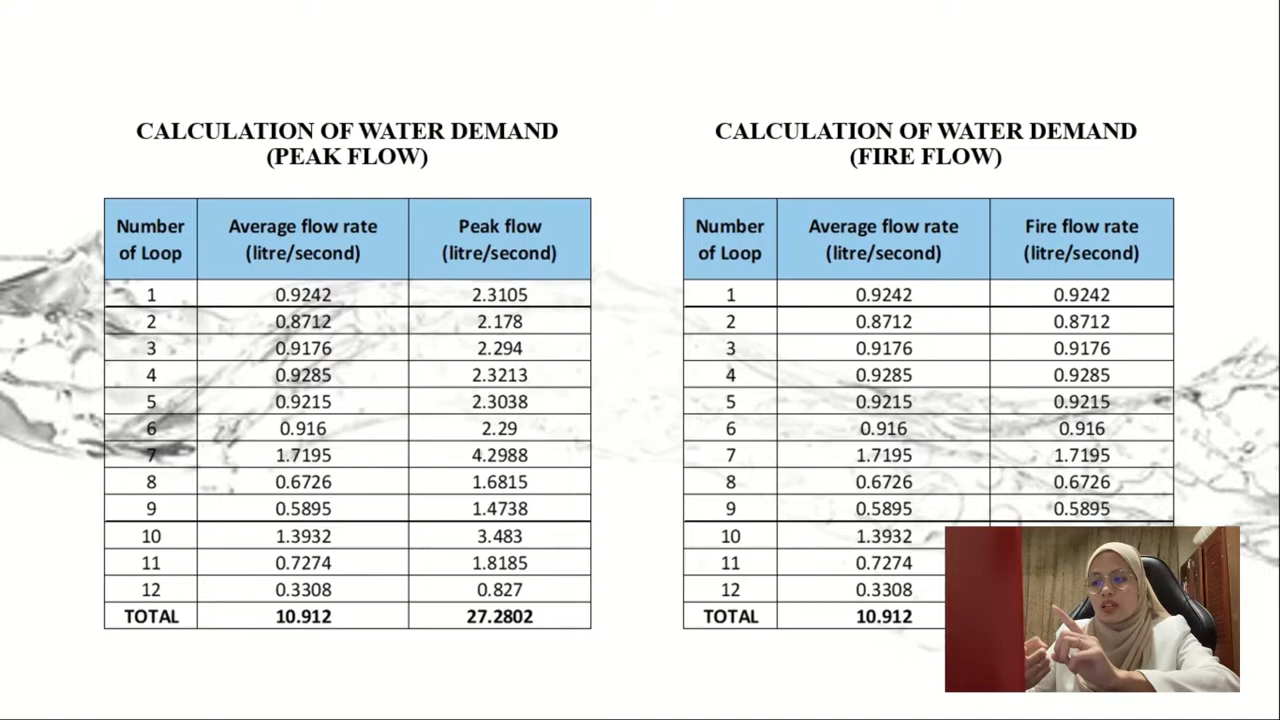 CALCULATION OF WATER DEMAND
(PEAK FLOW)
Number of Loop Average flow rate (litre/second) Peak flow (litre/second)
1 0.9242 2.3105
2 0.8712 2.178
3 0.9176 2.294
4 0.9285 2.3213
5 0.9215 2.3038
6 0.916 2.29
7 1.7195 4.2988
8 0.6726 1.6815
9 0.5895 1.4738
10 1.3932 3.483
11 0.7274 1.8185
12 0.3308 0.827
TOTAL 10.912 27.2802
CALCULATION OF WATER DEMAND
(FIRE FLOW)
Number of Loop Average flow rate (litre/second) Fire flow rate (litre/second)
1 0.9242 0.9242
2 0.8712 0.8712
3 0.9176 0.9176
4 0.9285 0.9285
5 0.9215 0.9215
6 0.916 0.916
7 1.7195 1.7195
8 0.6726 0.6726
9 0.5895 0.5895
10 1.3932
11 0.7274
12 0.3308
TOTAL 10.912